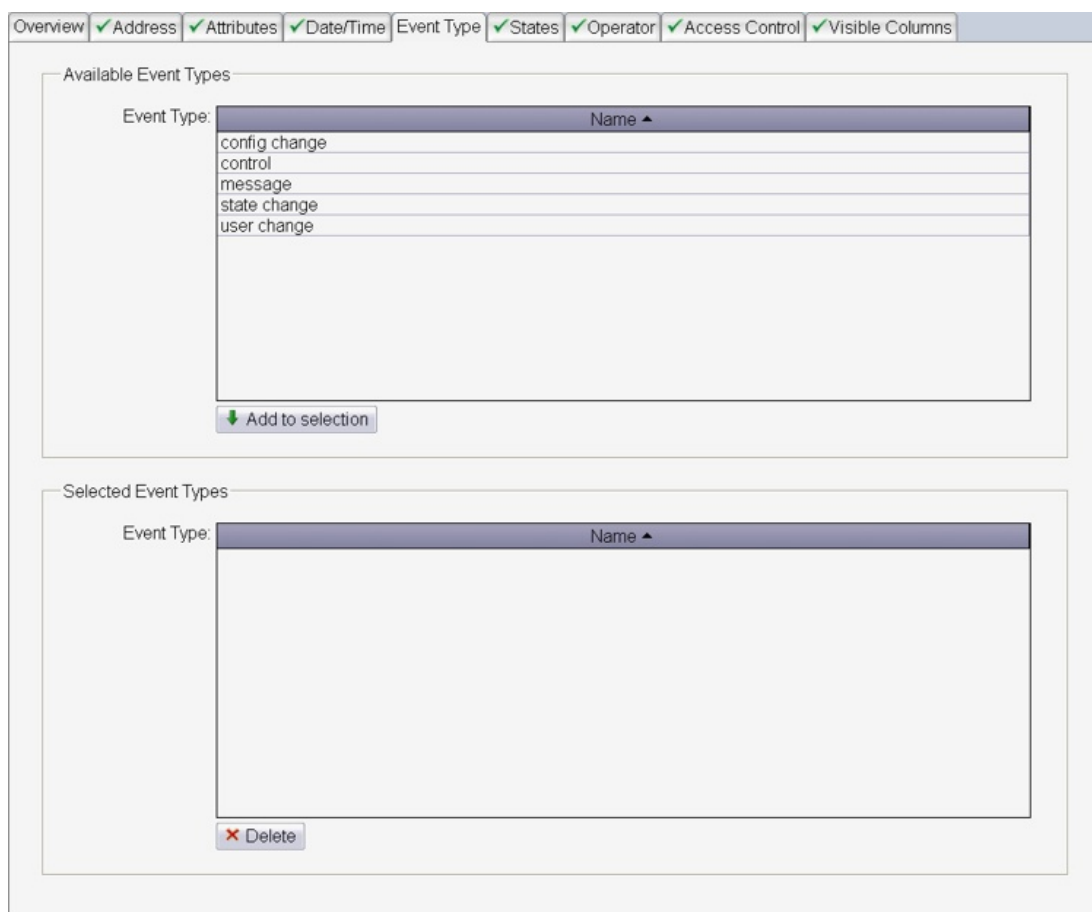 Overview Address Attributes Date/Time Event Type States Operator Access Control Visible Columns
Available Event Types
Event Type: Name
config change
control
message
state change
user change
Add to selection
Selected Event Types
Event Type: Name
Delete